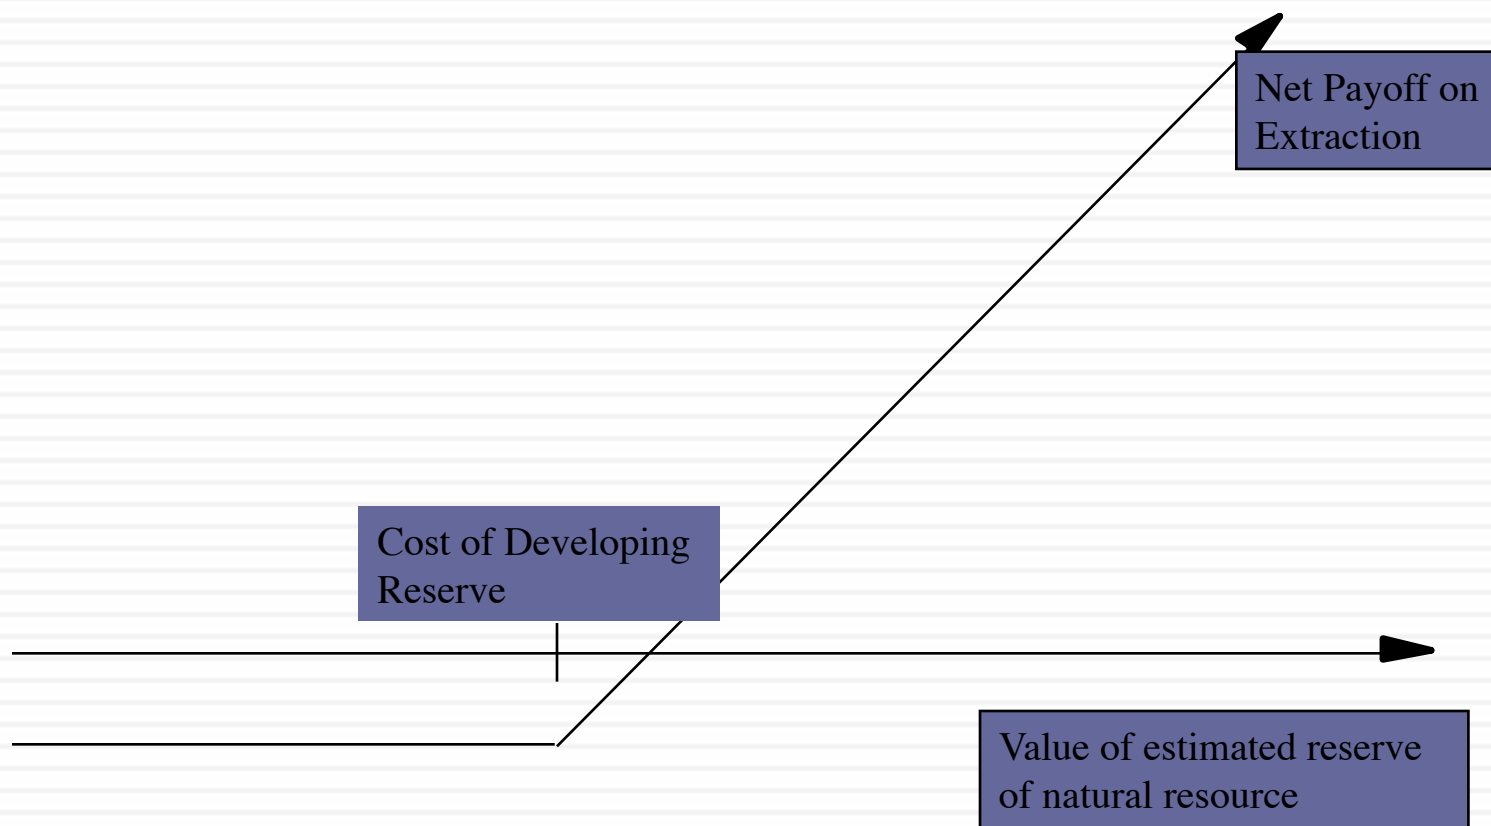 Net Payoff on
Extraction
Cost of Developing
Reserve
Value of estimated reserve
of natural resource